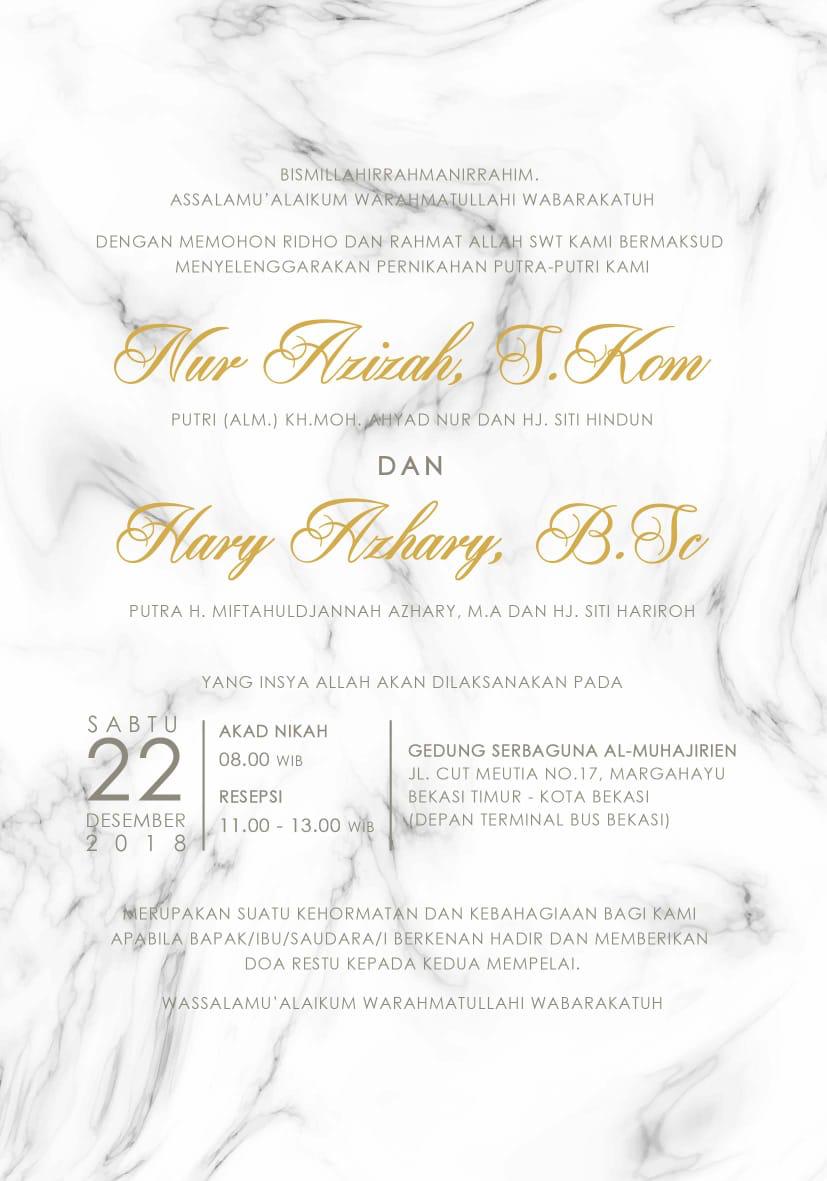 BISMILLAHIRRAHMANIRRAHIM.
ASSALAMU'ALAIKUM WARAHMATULLAHI WABARAKATUH
DENGAN MEMOHON RIDHO DAN RAHMAT ALLAH SWT KAMI BERMAKSUD
MENYELENGGARAKAN PERNIKAHAN PUTRA-PUTRI KAMI
Nur Azizah, S.Kom
PUTRI (ALM.) KH.MOH. AHYAD NUR DAN HJ. SITI HINDUN
DAN
Hary Azhary, B.Sc
PUTRA H. MIFTAHULDJANNAH AZHARY, M.A DAN HJ. SITI HARIROH
YANG INSYA ALLAH AKAN DILAKSANAKAN PADA
SABTU
22
DESEMBER
2018
AKAD NIKAH
08.00 WIB
RESEPSI
11.00 - 13.00 WIB
GEDUNG SERBAGUNA AL-MUHAJIRIEN
JL. CUT MEUTIA NO.17, MARGAHAYU
BEKASI TIMUR - KOTA BEKASI
(DEPAN TERMINAL BUS BEKASI)
MERUPAKAN SUATU KEHORMATAN DAN KEBAHAGIAAN BAGI KAMI
APABILA BAPAK/IBU/SAUDARA/I BERKENAN HADIR DAN MEMBERIKAN
DOA RESTU KEPADA KEDUA MEMPELAI.
WASSALAMU'ALAIKUM WARAHMATULLAHI WABARAKATUH